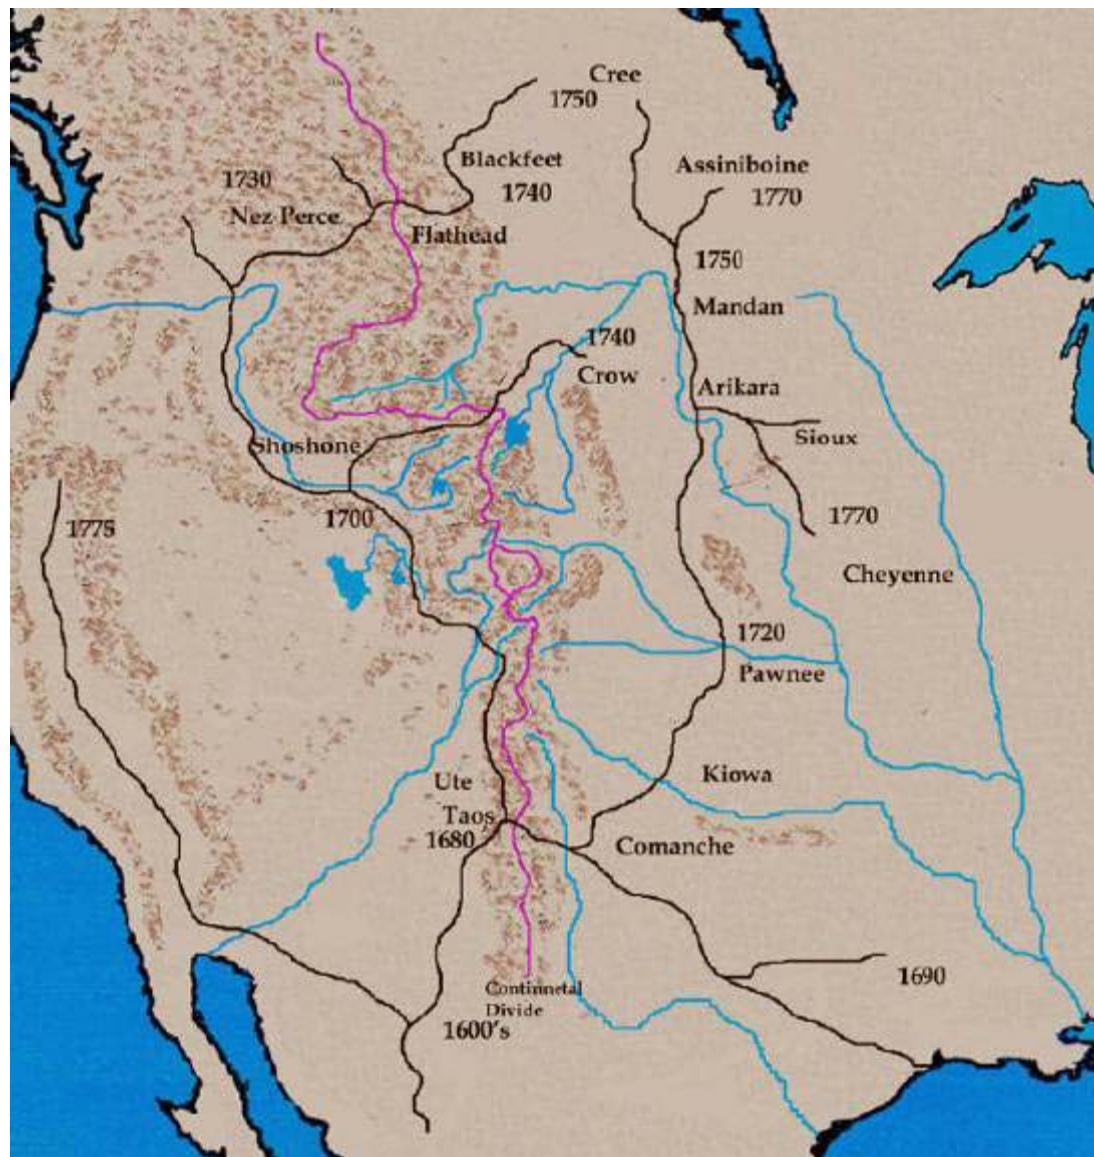 Cree
1750
Blackfeet
Assiniboine
1730
1740
1770
Nez Perce
Flathead
1750
Mandan
1740
Crow
Arikara
Shoshone
Sioux
1700
1775
1770
Cheyenne
1720
Pawnee
Ute
Kiowa
Taos
1680
Comanche
1690
Continnetal
Divide
1600's